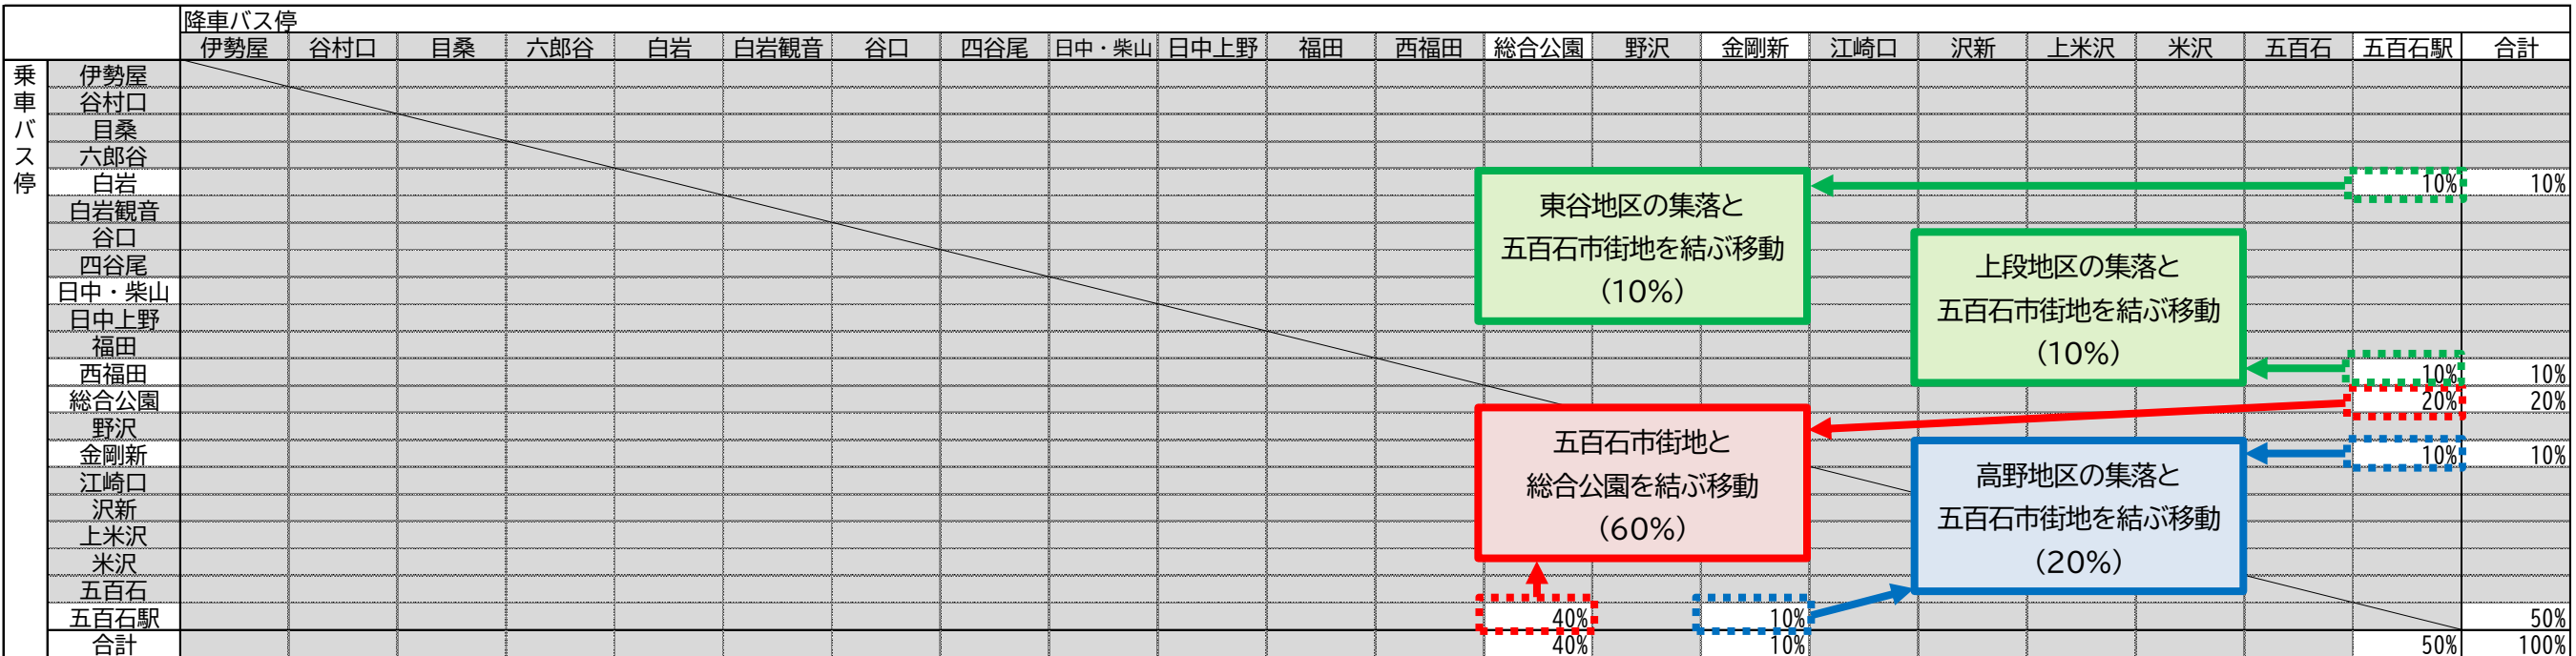 降車バス停
伊勢屋 谷村口 目桑 六郎谷 白岩 白岩観音 谷口 四谷尾 日中・柴山 日中上野 福田 西福田 総合公園 野沢 金剛新 江崎口 沢新 上米沢 米沢 五百石 五百石駅 合計
乗車バス停
伊勢屋
谷村口
目桑
六郎谷
白岩 10% 10%
白岩観音
谷口
四谷尾
日中・柴山
日中上野
福田
西福田 10% 10%
総合公園 20% 20%
野沢
金剛新 10% 10%
江崎口
沢新
上米沢
米沢
五百石
五百石駅 40% 10% 50%
合計 40% 10% 50% 100%
東谷地区の集落と
五百石市街地を結ぶ移動
(10%)
上段地区の集落と
五百石市街地を結ぶ移動
(10%)
五百石市街地と
総合公園を結ぶ移動
(60%)
高野地区の集落と
五百石市街地を結ぶ移動
(20%)